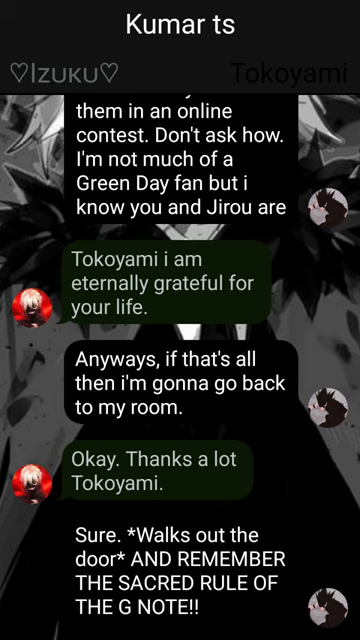 Kumar ts
♡Izuku♡
Tokoyami
them in an online
contest. Don't ask how.
I'm not much of a
Green Day fan but i
know you and Jirou are
Tokoyami i am
eternally grateful for
your life.
Anyways, if that's all
then i'm gonna go back
to my room.
Okay. Thanks a lot
Tokoyami.
Sure. *Walks out the
door* AND REMEMBER
THE SACRED RULE OF
THE G NOTE!!